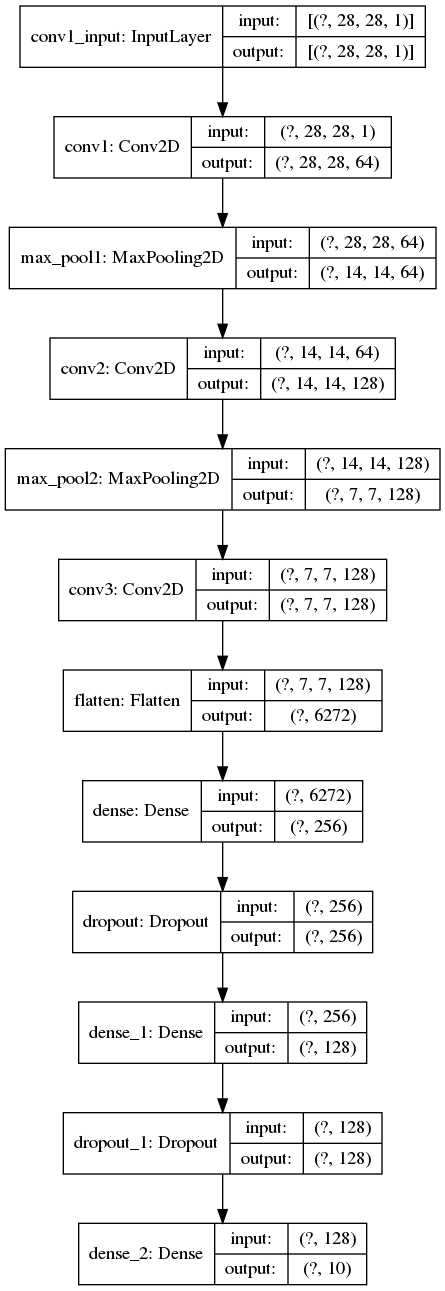 conv1_input: InputLayer
input: [(?, 28, 28, 1)]
output: [(?, 28, 28, 1)]
conv1: Conv2D
input: (?, 28, 28, 1)
output: (?, 28, 28, 64)
max_pool1: MaxPooling2D
input: (?, 28, 28, 64)
output: (?, 14, 14, 64)
conv2: Conv2D
input: (?, 14, 14, 64)
output: (?, 14, 14, 128)
max_pool2: MaxPooling2D
input: (?, 14, 14, 128)
output: (?, 7, 7, 128)
conv3: Conv2D
input: (?, 7, 7, 128)
output: (?, 7, 7, 128)
flatten: Flatten
input: (?, 7, 7, 128)
output: (?, 6272)
dense: Dense
input: (?, 6272)
output: (?, 256)
dropout: Dropout
input: (?, 256)
output: (?, 256)
dense_1: Dense
input: (?, 256)
output: (?, 128)
dropout_1: Dropout
input: (?, 128)
output: (?, 128)
dense_2: Dense
input: (?, 128)
output: (?, 10)